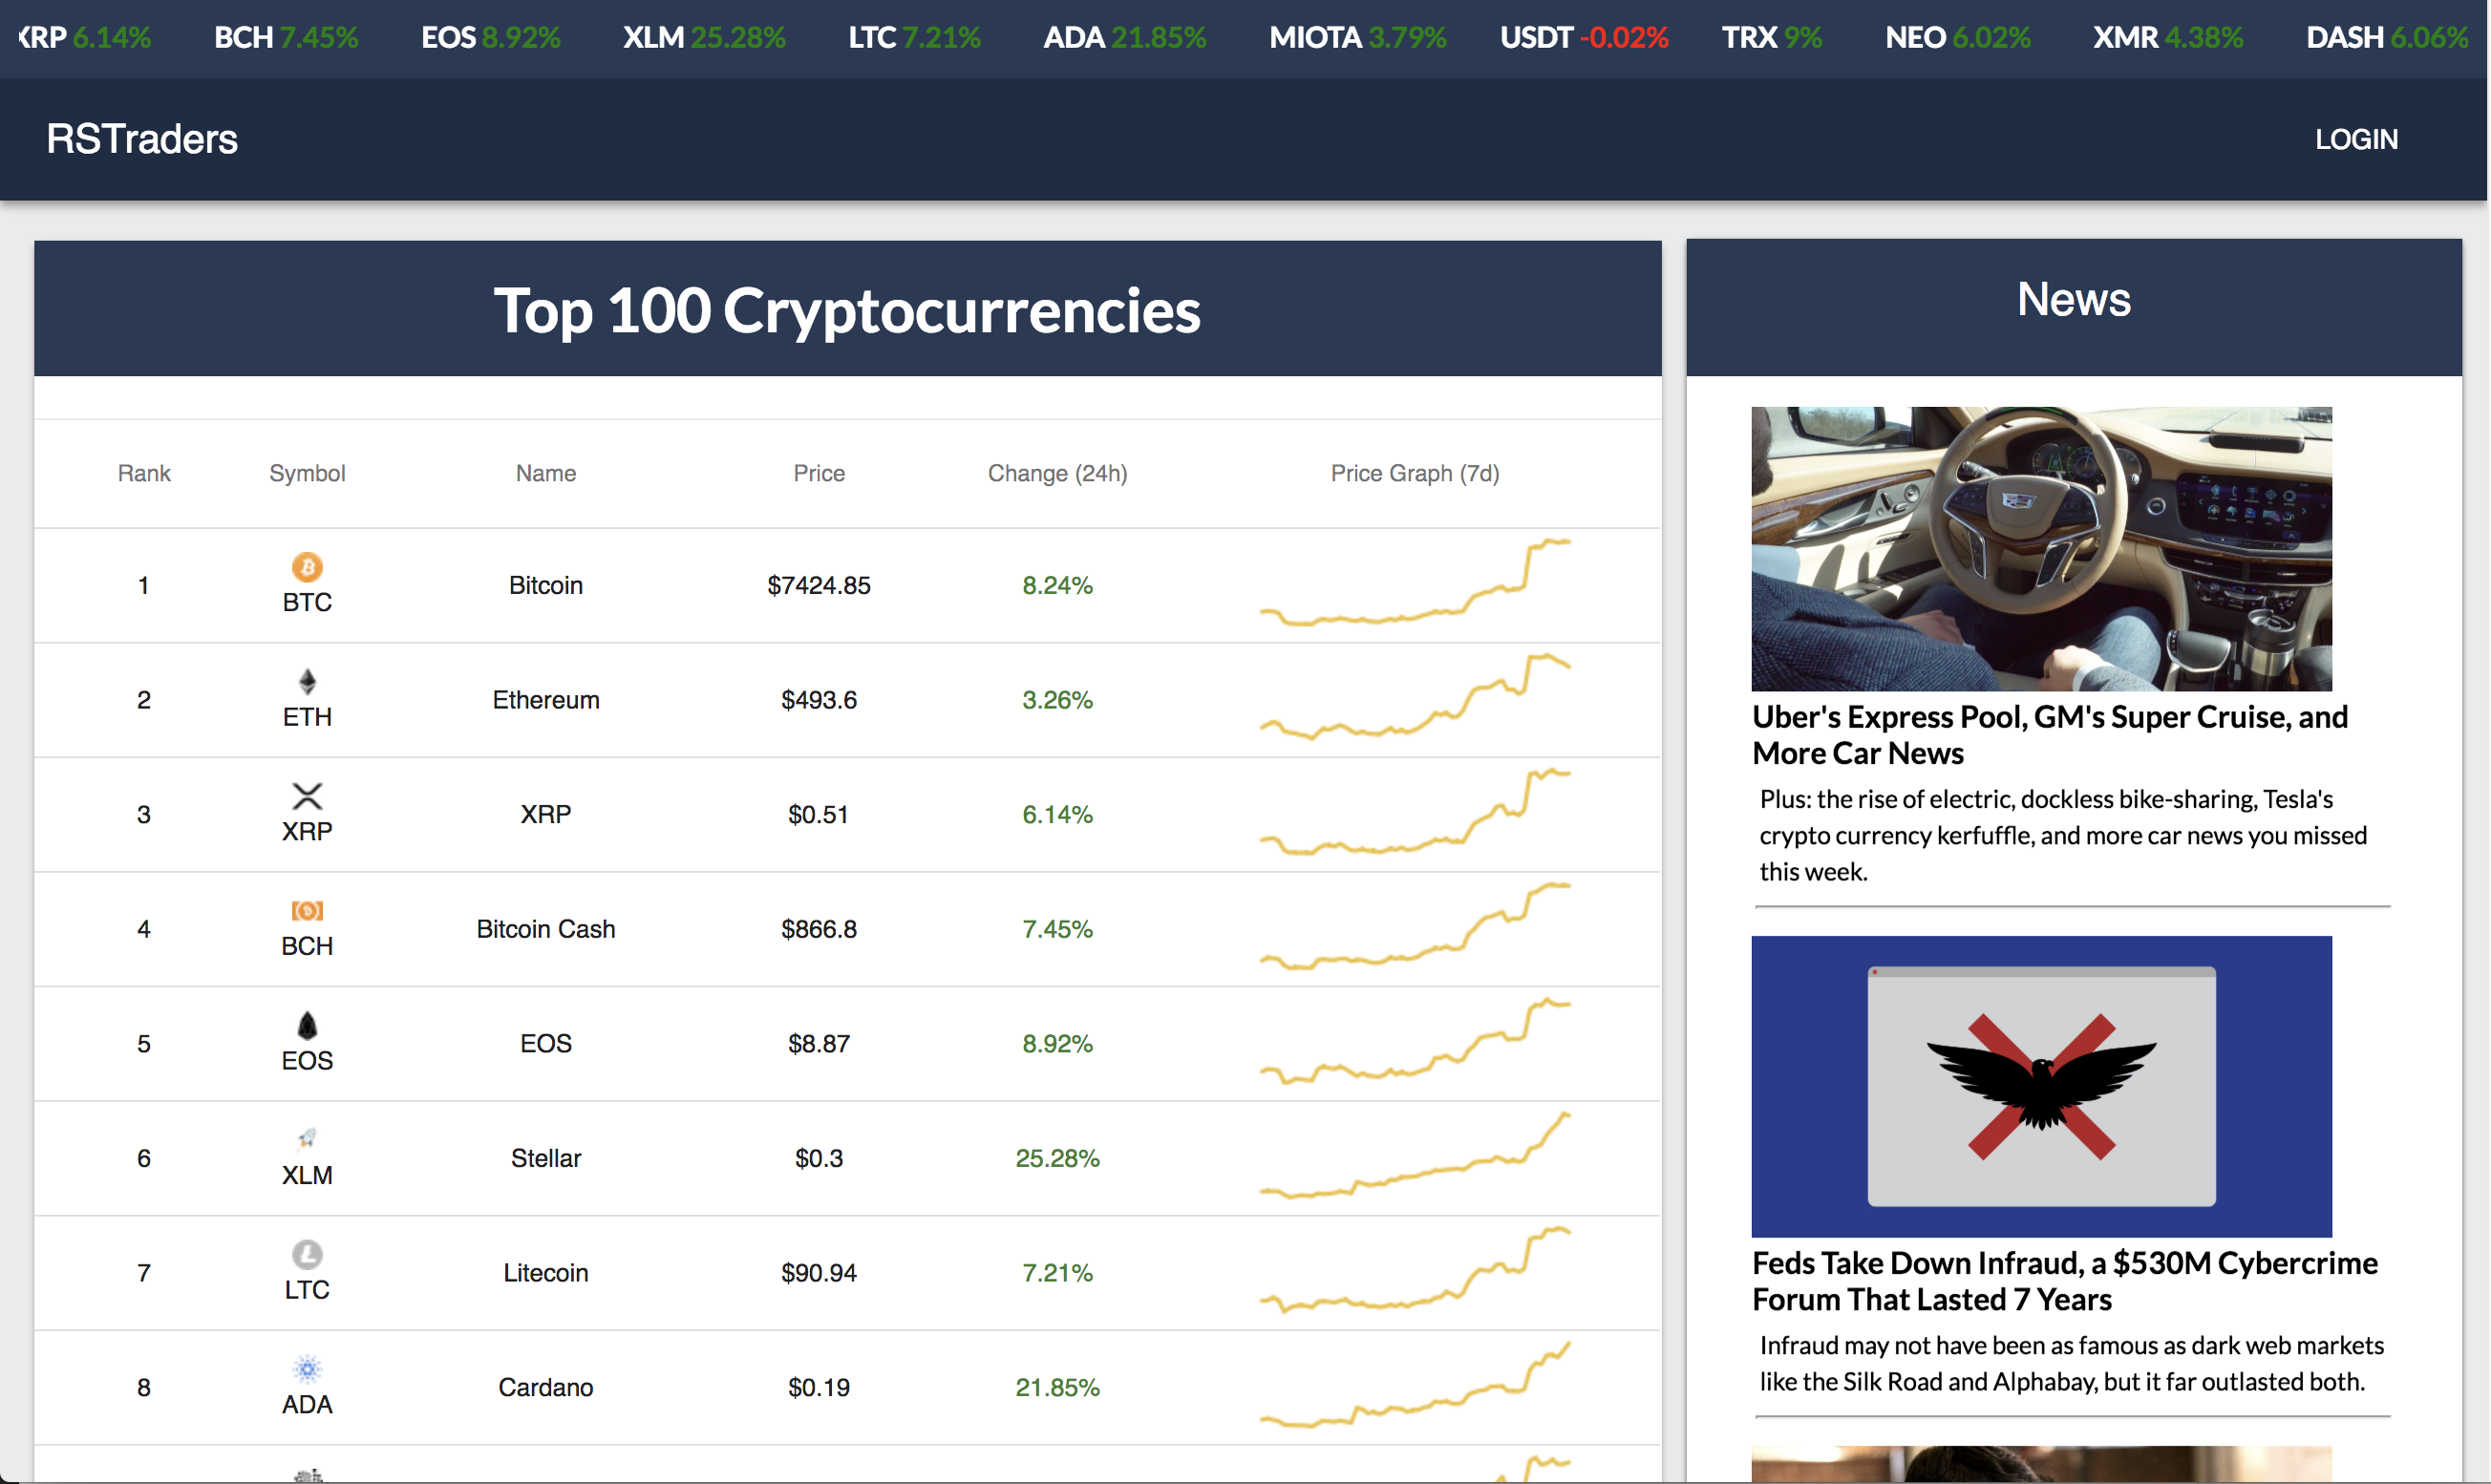 XRP 6.14% BCH 7.45% EOS 8.92% XLM 25.28% LTC 7.21% ADA 21.85% MIOTA 3.79% USDT -0.02% TRX 9% NEO 6.02% XMR 4.38% DASH 6.06%
RSTraders LOGIN
Top 100 Cryptocurrencies
Rank Symbol Name Price Change (24h) Price Graph (7d)
1 BTC Bitcoin $7424.85 8.24%
2 ETH Ethereum $493.6 3.26%
3 XRP XRP $0.51 6.14%
4 BCH Bitcoin Cash $866.8 7.45%
5 EOS EOS $8.87 8.92%
6 XLM Stellar $0.3 25.28%
7 LTC Litecoin $90.94 7.21%
8 ADA Cardano $0.19 21.85%
News
Uber's Express Pool, GM's Super Cruise, and
More Car News
Plus: the rise of electric, dockless bike-sharing, Tesla's
crypto currency kerfuffle, and more car news you missed
this week.
Feds Take Down Infraud, a $530M Cybercrime
Forum That Lasted 7 Years
Infraud may not have been as famous as dark web markets
like the Silk Road and Alphabay, but it far outlasted both.